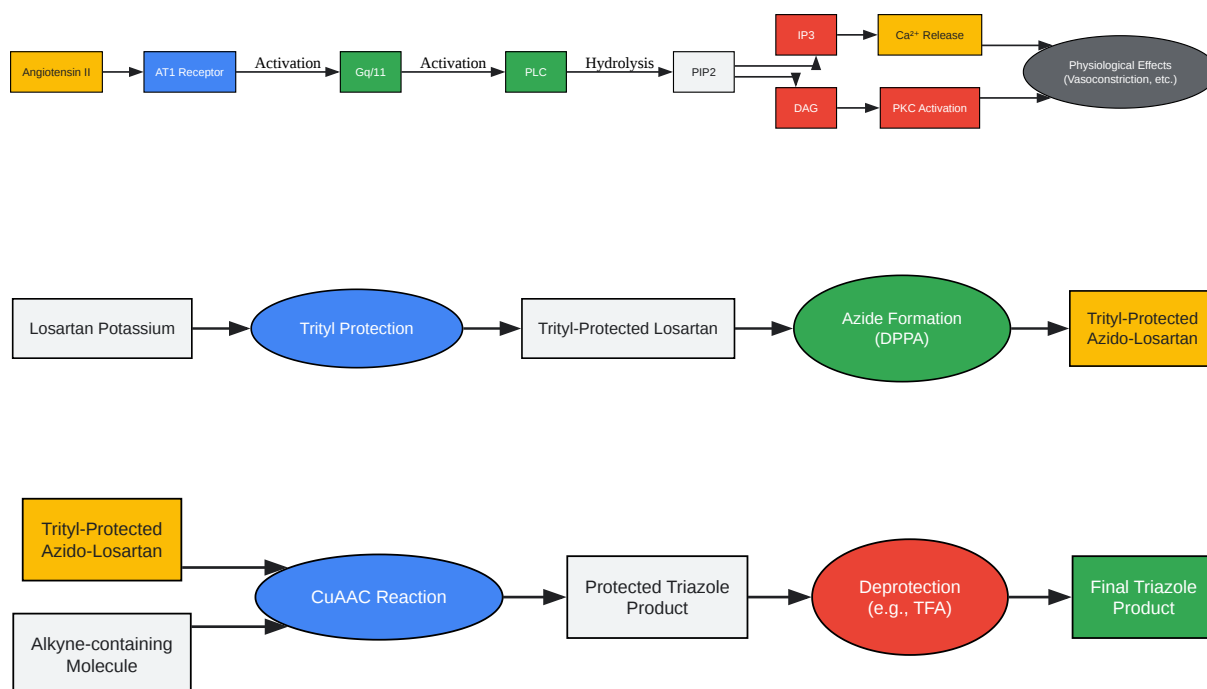 Angiotensin II
AT1 Receptor
Activation
Gq/11
Activation
PLC
Hydrolysis
PIP2
IP3
Ca²⁺ Release
DAG
PKC Activation
Physiological Effects
(Vasoconstriction, etc.)
Losartan Potassium
Trityl Protection
Trityl-Protected Losartan
Azide Formation
(DPPA)
Trityl-Protected
Azido-Losartan
Trityl-Protected
Azido-Losartan
Alkyne-containing
Molecule
CuAAC Reaction
Protected Triazole
Product
Deprotection
(e.g., TFA)
Final Triazole
Product